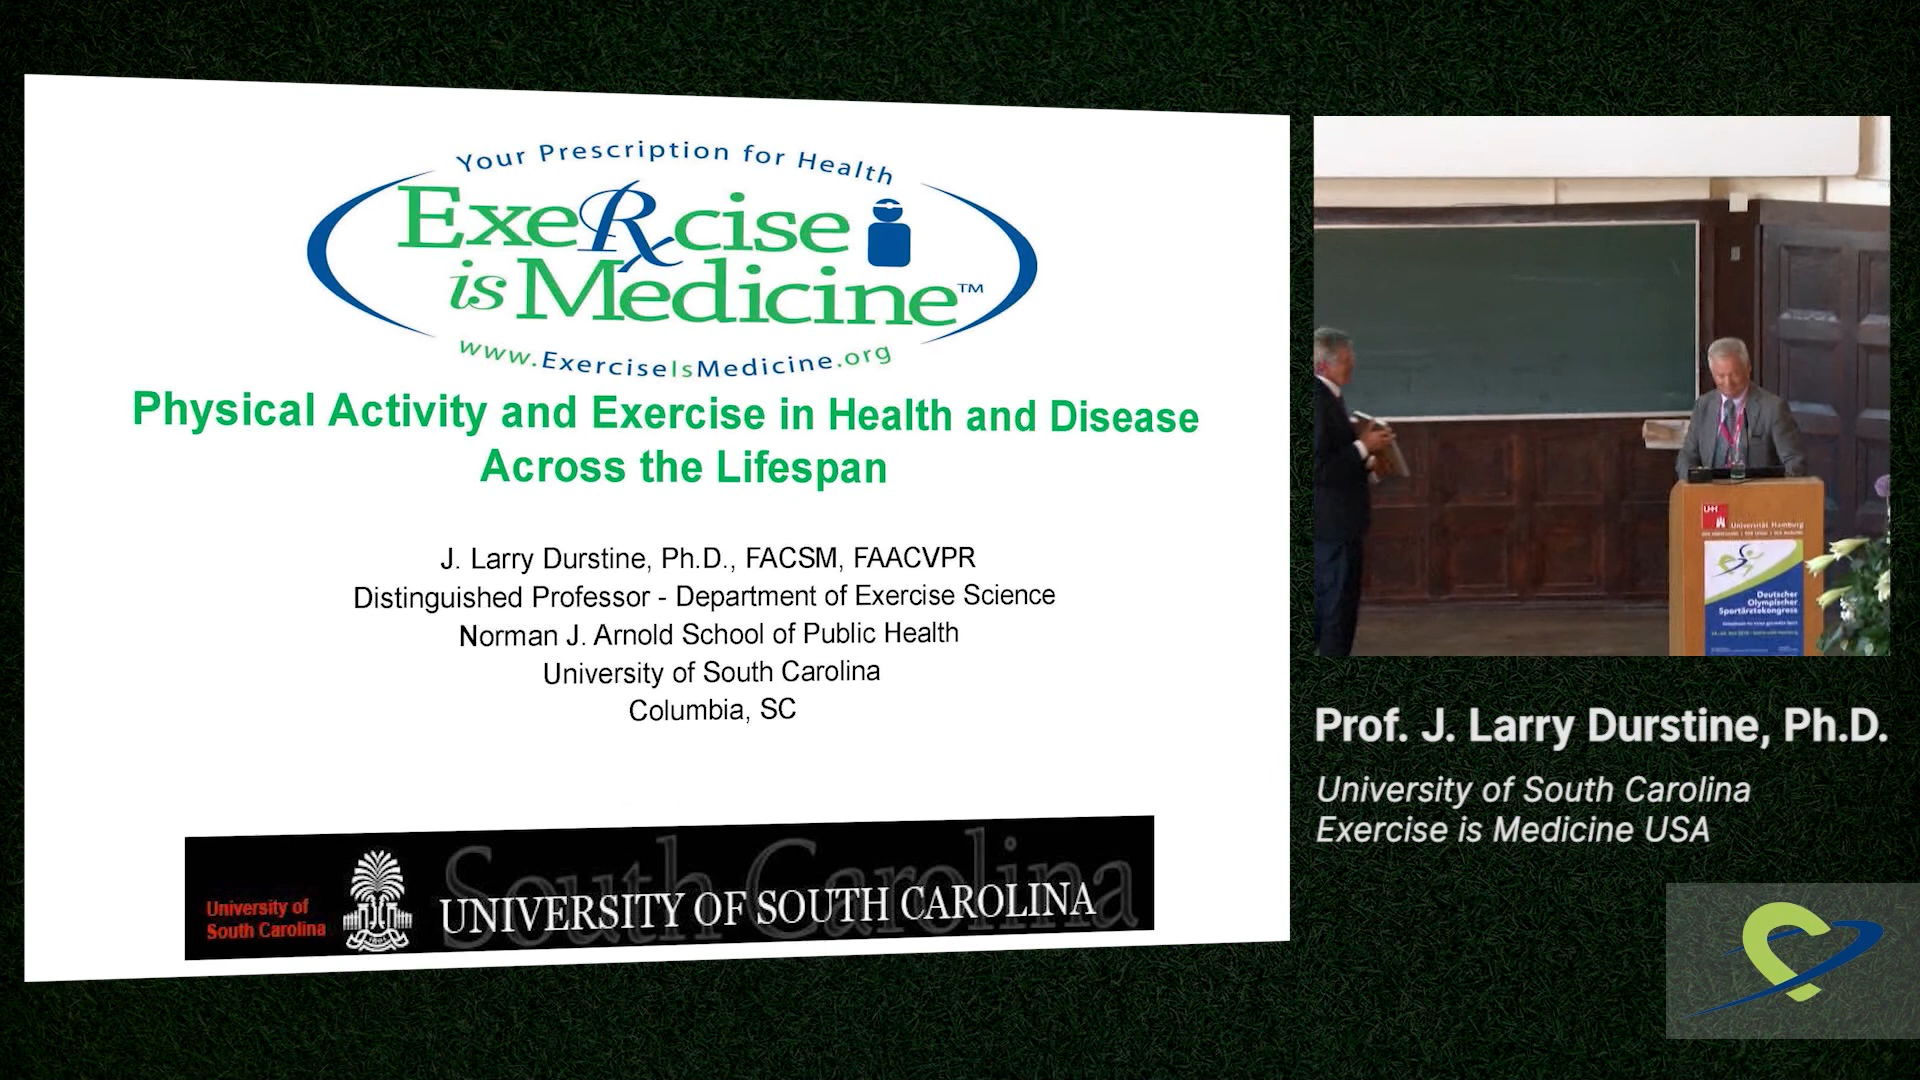 Your Prescription for Health
ExeRxcise
is Medicine™
www.ExerciseIsMedicine.org
Physical Activity and Exercise in Health and Disease
Across the Lifespan
J. Larry Durstine, Ph.D., FACSM, FAACVPR
Distinguished Professor - Department of Exercise Science
Norman J. Arnold School of Public Health
University of South Carolina
Columbia, SC
South Carolina
University of
South Carolina
UNIVERSITY OF SOUTH CAROLINA
UHH
Universität Hamburg
Deutscher
Olympischer
Sportärztekongress
Prof. J. Larry Durstine, Ph.D.
University of South Carolina
Exercise is Medicine USA